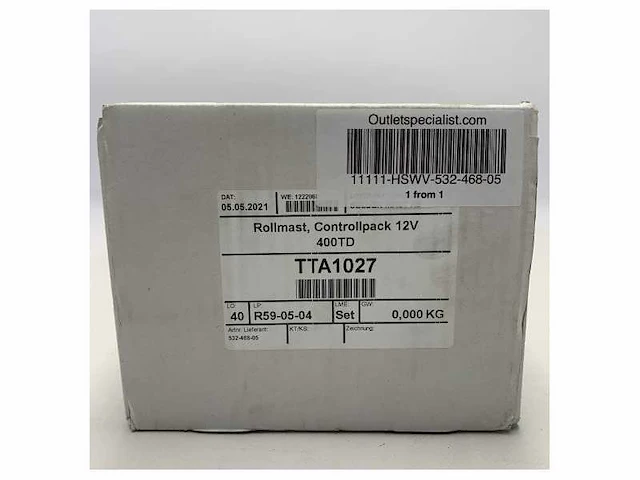 Outletspecialist.com
11111-HSWV-532-468-05
1 from 1
DAT:
05.05.2021
WE:
Rollmast, Controllpack 12V
400TD
TTA1027
LO: LP: LME: GW:
40 R59-05-04 Set 0,000 KG
Artnr. Lieferant: KT/KS: Zeichnung:
532-468-05